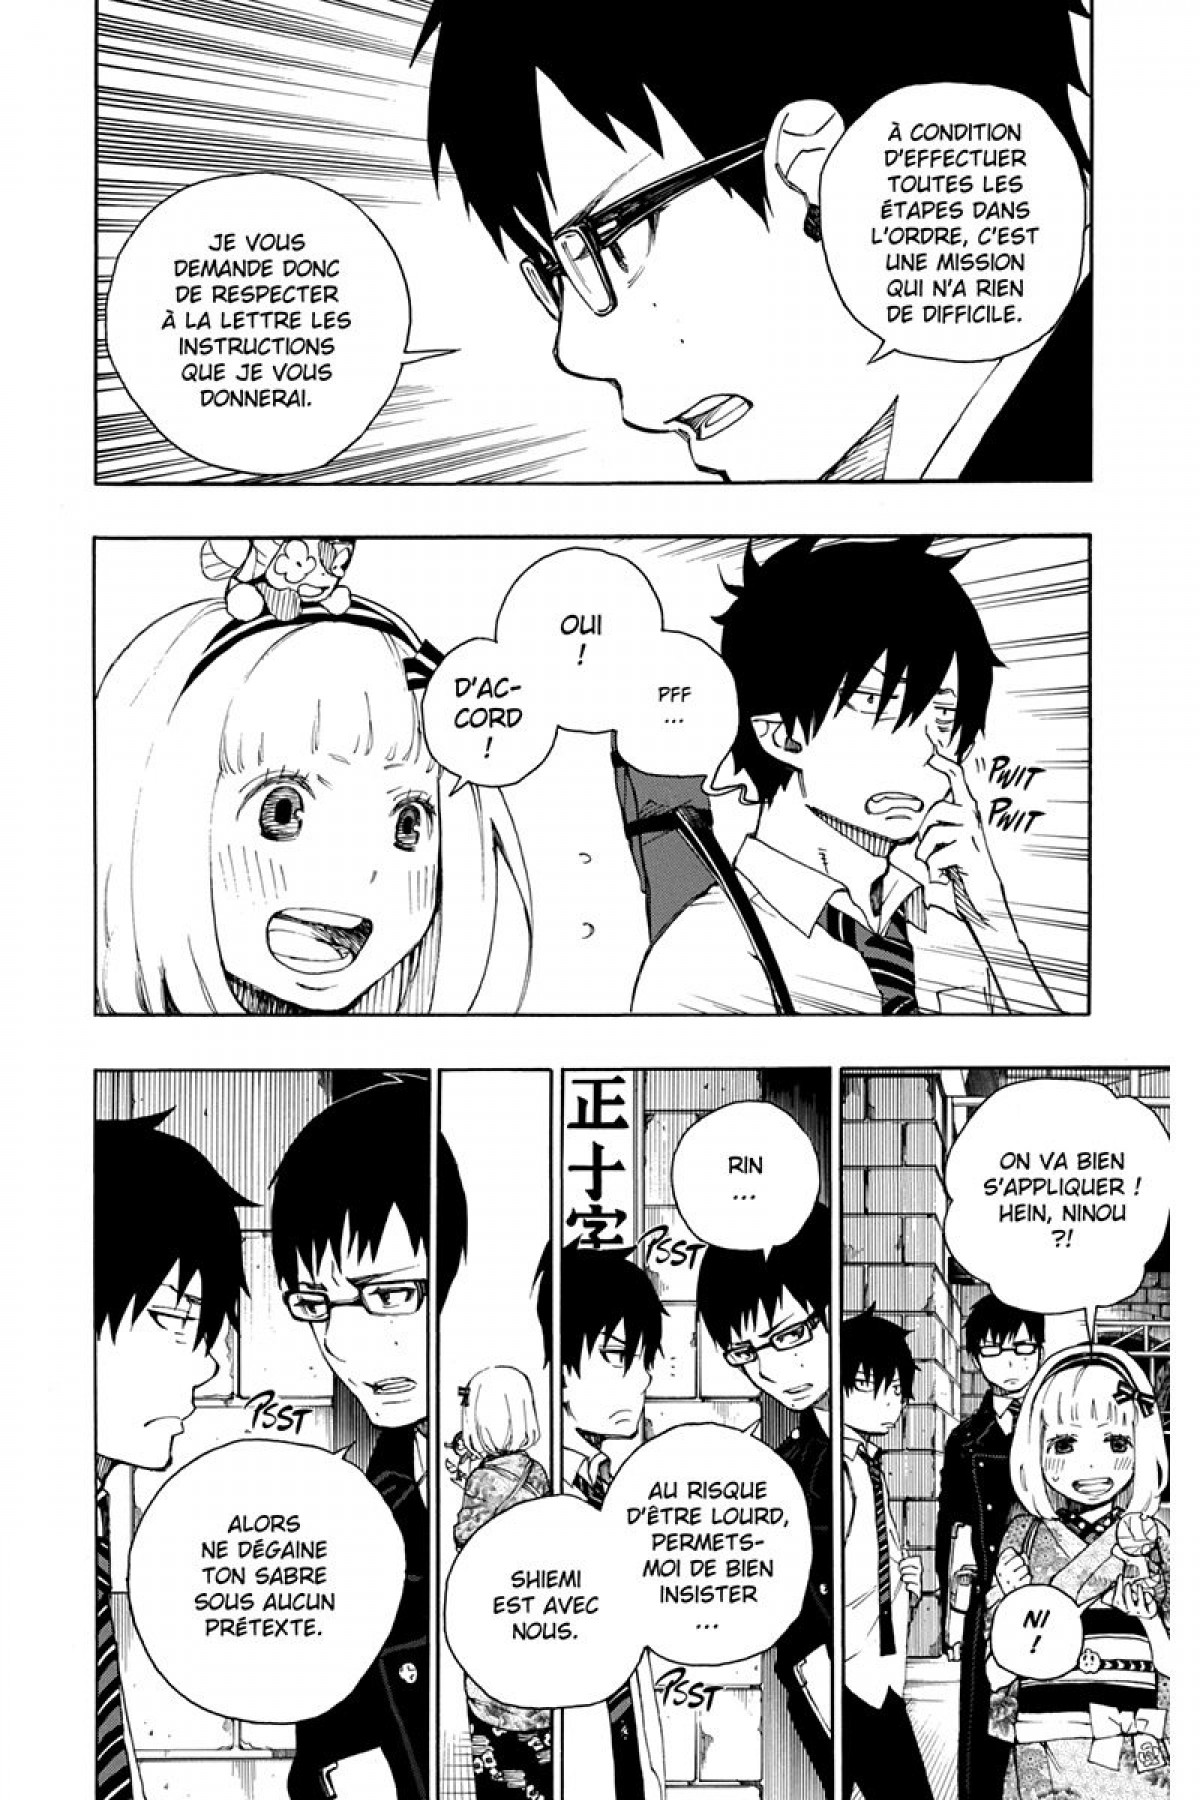 À CONDITION
D'EFFECTUER
TOUTES LES
ÉTAPES DANS
L'ORDRE, C'EST
UNE MISSION
QUI N'A RIEN
DE DIFFICILE.
JE VOUS
DEMANDE DONC
DE RESPECTER
À LA LETTRE LES
INSTRUCTIONS
QUE JE VOUS
DONNERAI.
PWIT
PWIT
PFF
...
OUI
!
D'AC-
CORD
!
ON VA BIEN
S'APPLIQUER !
HEIN, NINOU
?!
NI
!
正十字
RIN
...
PSST
AU RISQUE
D'ÊTRE LOURD,
PERMETS-
MOI DE BIEN
INSISTER
...
PSST
SHIEMI
EST AVEC
NOUS.
PSST
ALORS
NE DÉGAINE
TON SABRE
SOUS AUCUN
PRÉTEXTE.